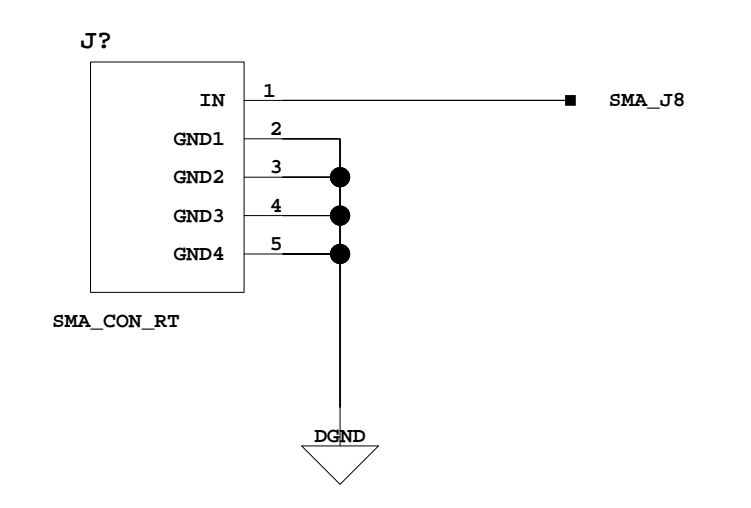 J?
IN 1 SMA_J8
GND1 2
GND2 3
GND3 4
GND4 5
SMA_CON_RT
DGND